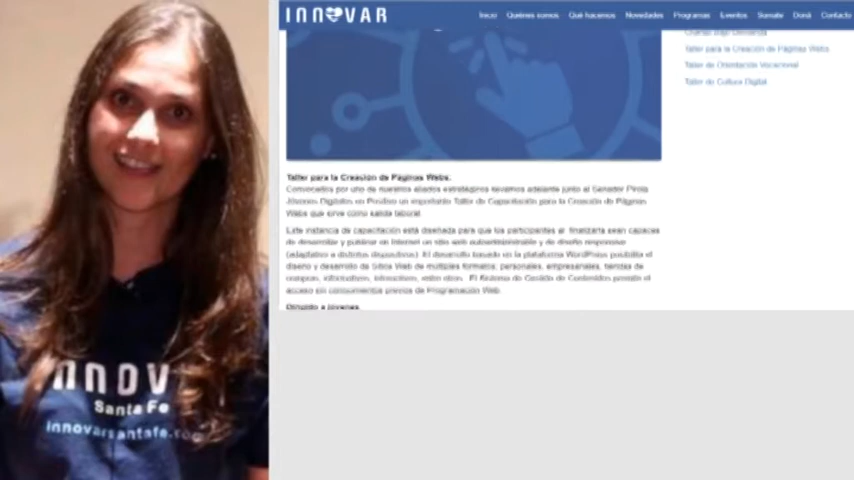 INNOVAR
Inicio Quiénes somos Qué hacemos Novedades Programas Eventos Sumate Doná Contacto
Taller para la Creación de Páginas Webs
Taller de Orientación Vocacional
Taller de Cultura Digital
Taller para la Creación de Páginas Webs.
Convocados por uno de nuestros aliados estratégicos llevamos adelante junto al Senador Pirola
Jóvenes Digitales en Positivo un importante Taller de Capacitación para la Creación de Páginas
Webs que sirve como salida laboral.
Esta instancia de capacitación está diseñada para que los participantes al finalizarla sean capaces
de desarrollar y publicar en Internet un sitio web autoadministrable y de diseño responsive
(adaptativo a distintos dispositivos). El desarrollo basado en la plataforma WordPress posibilita el
diseño y desarrollo de Sitios Web de múltiples formatos, personales, empresariales, tiendas de
compras, informativos, interactivos, entre otros. El Sistema de Gestión de Contenidos permite el
acceso sin conocimientos previos de Programación Web.
Dirigido a jóvenes
NNOV
Santa Fe
innovarsantafe.co